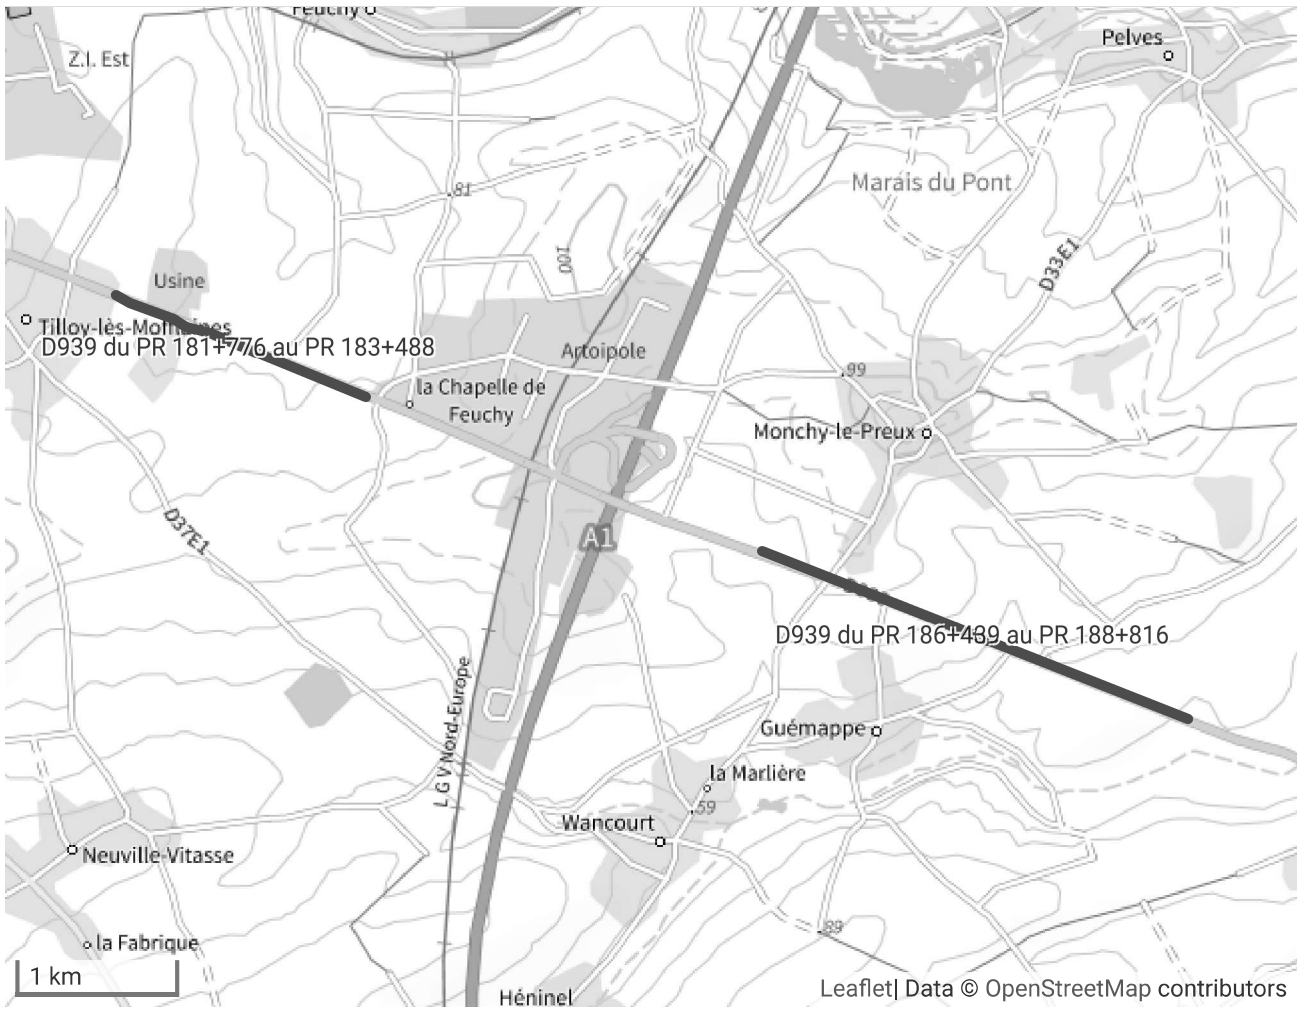 Feuchy
Pelves
Z.I. Est
81
Marais du Pont
D33E1
100
Usine
Tilloy-lès-Mofflaines
D939 du PR 181+776 au PR 183+488
Artoipole
99
la Chapelle de
Feuchy
Monchy-le-Preux
D37E1
A1
D939 du PR 186+439 au PR 188+816
L G V Nord-Europe
Guémappe
la Marlière
59
Wancourt
Neuville-Vitasse
89
la Fabrique
1 km
Héninel
Leaflet| Data © OpenStreetMap contributors